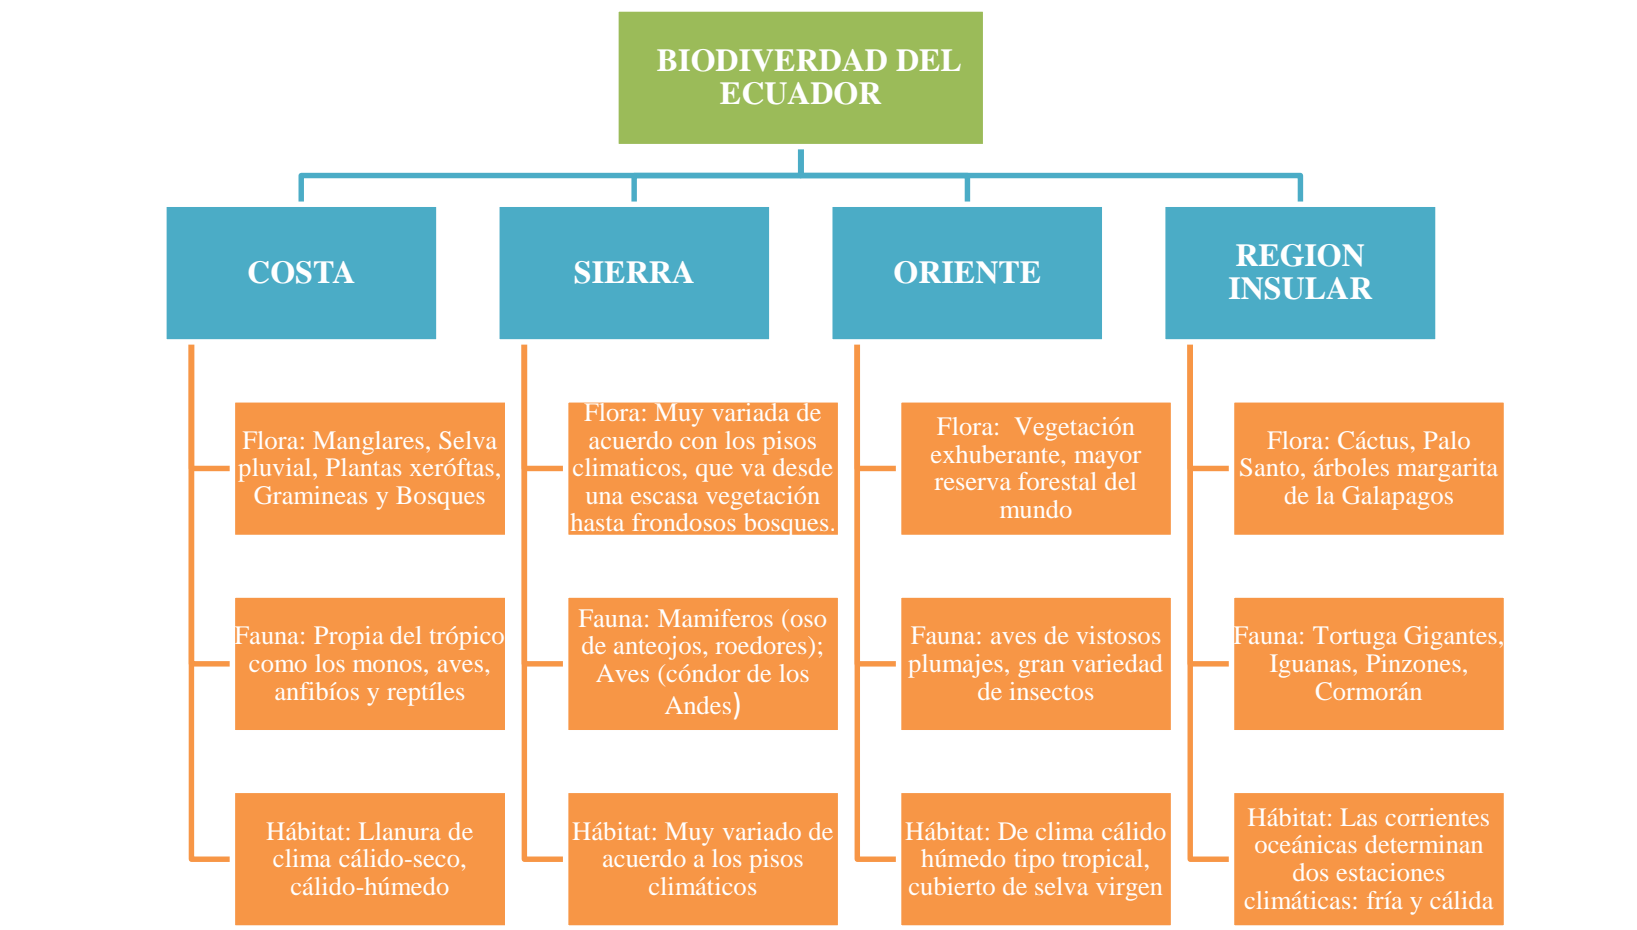 BIODIVERDAD DEL
ECUADOR
COSTA
SIERRA
ORIENTE
REGION
INSULAR
Flora: Manglares, Selva
pluvial, Plantas xeróftas,
Gramineas y Bosques
Fauna: Propia del trópico
como los monos, aves,
anfibíos y reptíles
Hábitat: Llanura de
clima cálido-seco,
cálido-húmedo
Flora: Muy variada de
acuerdo con los pisos
climaticos, que va desde
una escasa vegetación
hasta frondosos bosques.
Fauna: Mamiferos (oso
de anteojos, roedores);
Aves (cóndor de los
Andes)
Hábitat: Muy variado de
acuerdo a los pisos
climáticos
Flora:  Vegetación
exhuberante, mayor
reserva forestal del
mundo
Fauna: aves de vistosos
plumajes, gran variedad
de insectos
Hábitat: De clima cálido
húmedo tipo tropical,
cubierto de selva virgen
Flora: Cáctus, Palo
Santo, árboles margarita
de la Galapagos
Fauna: Tortuga Gigantes,
Iguanas, Pinzones,
Cormorán
Hábitat: Las corrientes
oceánicas determinan
dos estaciones
climáticas: fría y cálida